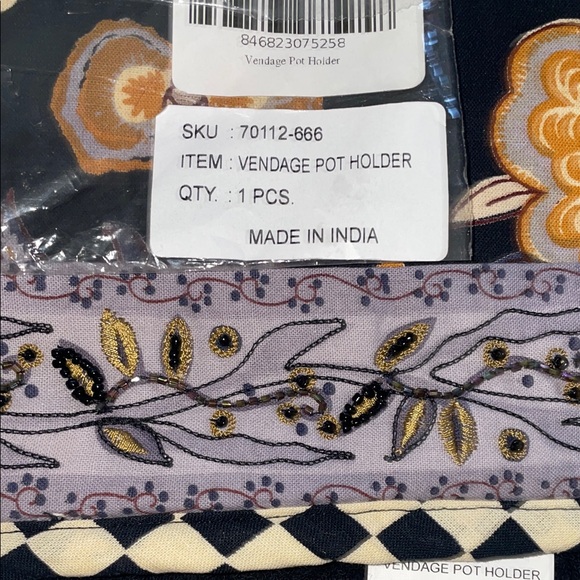 846823075258
Vendage Pot Holder
SKU : 70112-666
ITEM : VENDAGE POT HOLDER
QTY. : 1 PCS.
MADE IN INDIA
VENDAGE POT HOLDER